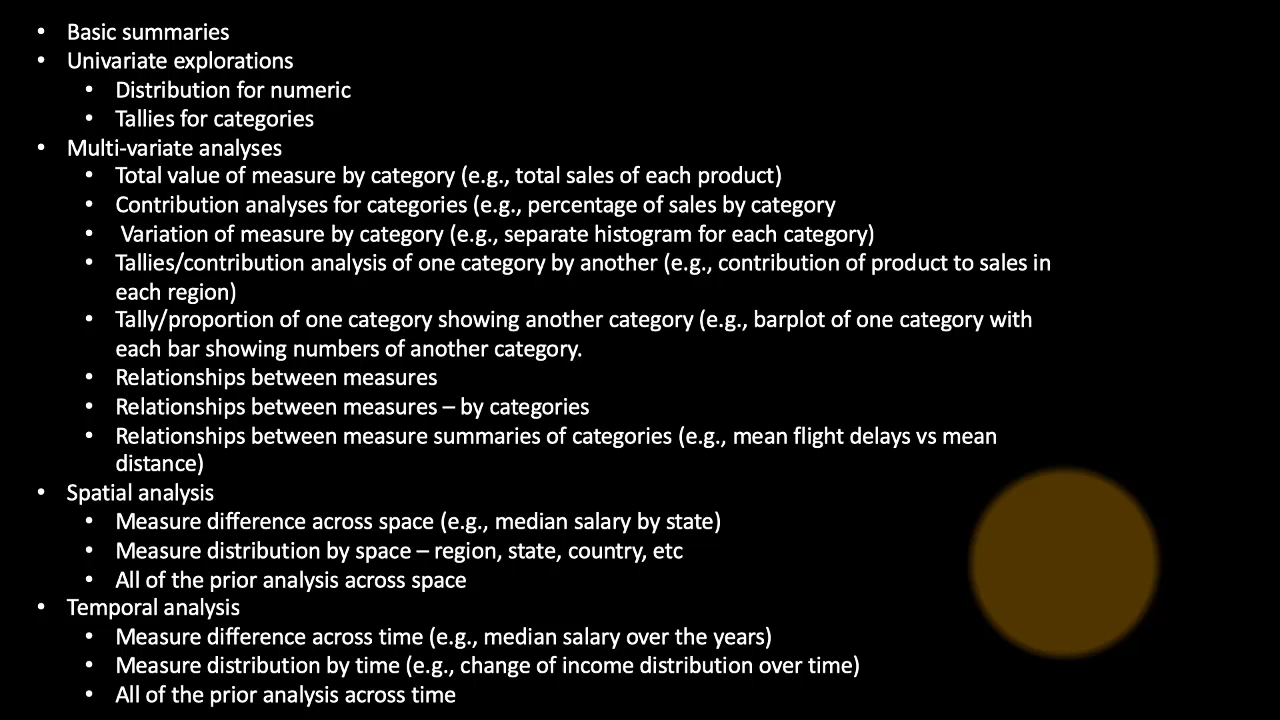 • Basic summaries
• Univariate explorations
• Distribution for numeric
• Tallies for categories
• Multi-variate analyses
• Total value of measure by category (e.g., total sales of each product)
• Contribution analyses for categories (e.g., percentage of sales by category
• Variation of measure by category (e.g., separate histogram for each category)
• Tallies/contribution analysis of one category by another (e.g., contribution of product to sales in
each region)
• Tally/proportion of one category showing another category (e.g., barplot of one category with
each bar showing numbers of another category.
• Relationships between measures
• Relationships between measures – by categories
• Relationships between measure summaries of categories (e.g., mean flight delays vs mean
distance)
• Spatial analysis
• Measure difference across space (e.g., median salary by state)
• Measure distribution by space – region, state, country, etc
• All of the prior analysis across space
• Temporal analysis
• Measure difference across time (e.g., median salary over the years)
• Measure distribution by time (e.g., change of income distribution over time)
• All of the prior analysis across time